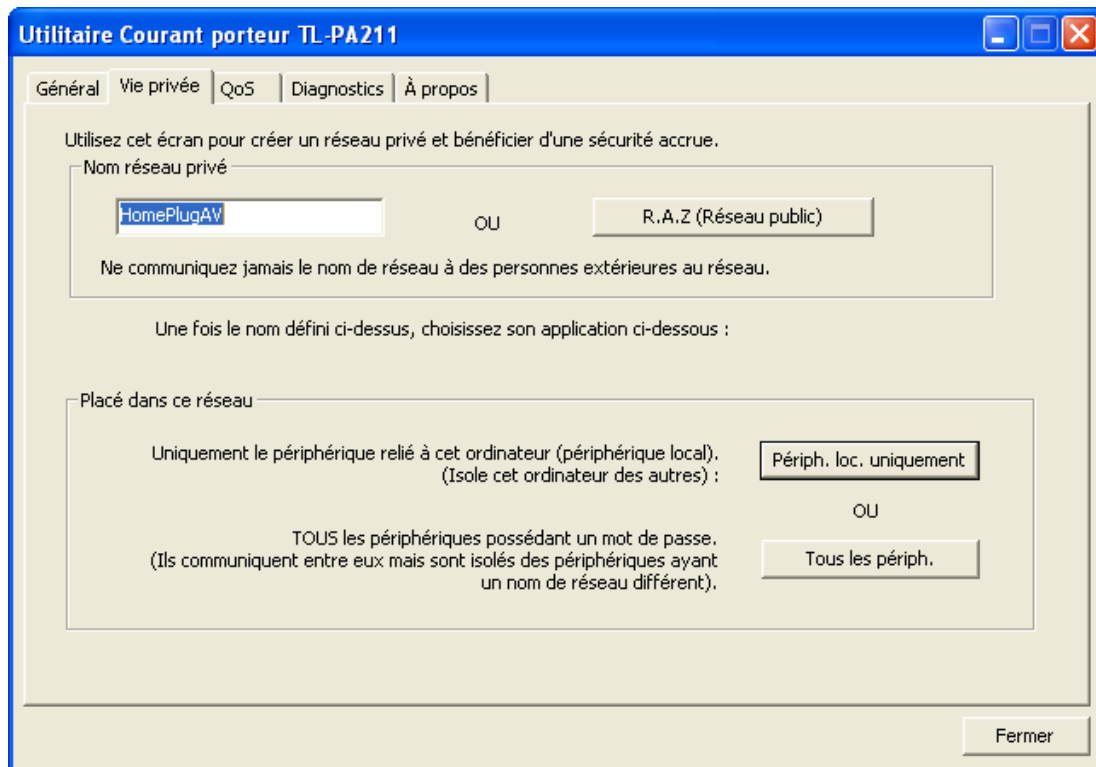 Utilitaire Courant porteur TL-PA211
Général Vie privée QoS Diagnostics À propos
Utilisez cet écran pour créer un réseau privé et bénéficier d'une sécurité accrue.
Nom réseau privé
HomePlugAV OU R.A.Z (Réseau public)
Ne communiquez jamais le nom de réseau à des personnes extérieures au réseau.
Une fois le nom défini ci-dessus, choisissez son application ci-dessous :
Placé dans ce réseau
Uniquement le périphérique relié à cet ordinateur (périphérique local).
(Isole cet ordinateur des autres) :
Périph. loc. uniquement
OU
TOUS les périphériques possédant un mot de passe.
(Ils communiquent entre eux mais sont isolés des périphériques ayant
un nom de réseau différent).
Tous les périph.
Fermer